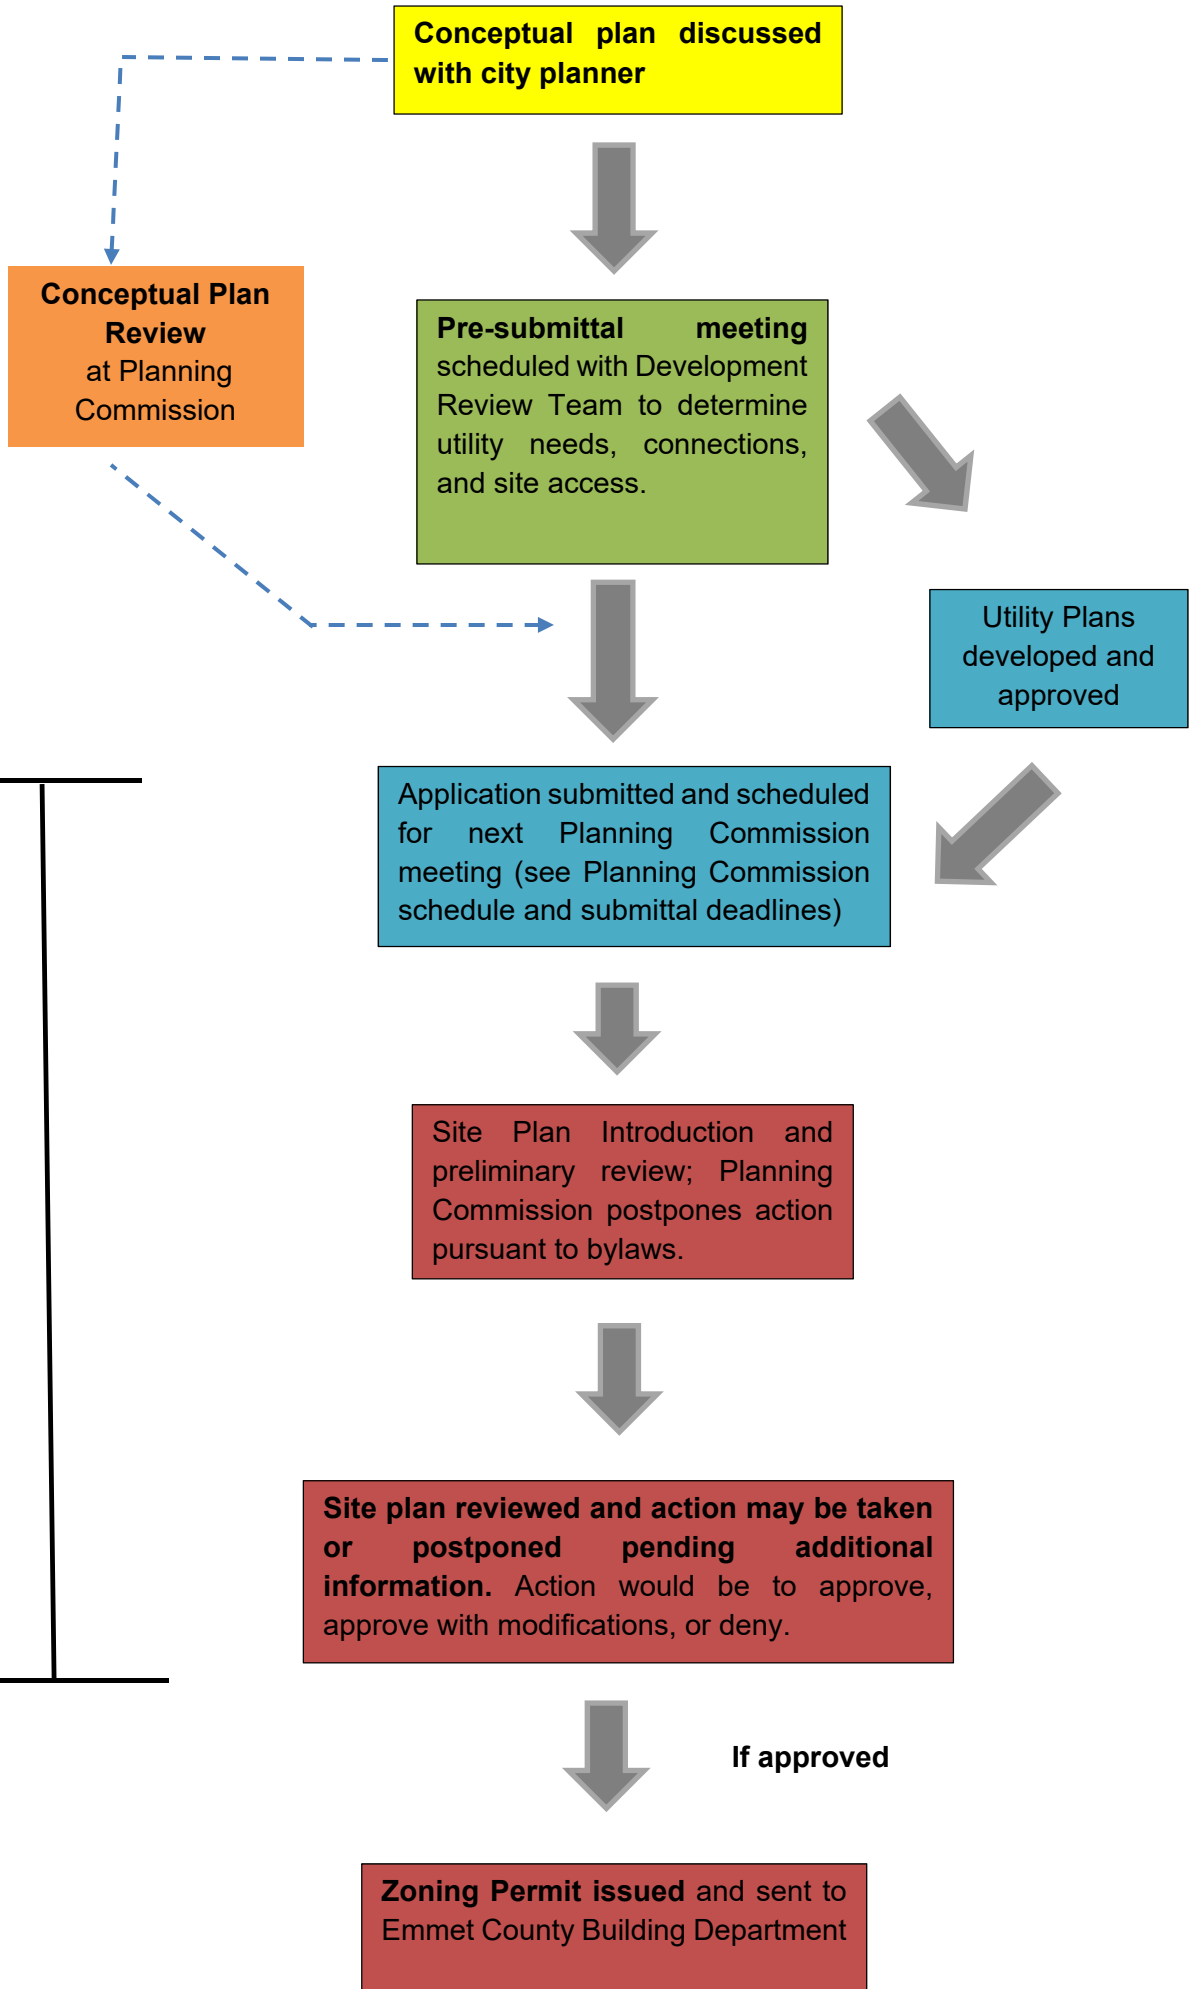 Conceptual plan discussed
with city planner
Conceptual Plan
Review
at Planning
Commission
Pre-submittal meeting
scheduled with Development
Review Team to determine
utility needs, connections,
and site access.
Utility Plans
developed and
approved
Application submitted and scheduled
for next Planning Commission
meeting (see Planning Commission
schedule and submittal deadlines)
Site Plan Introduction and
preliminary review; Planning
Commission postpones action
pursuant to bylaws.
Site plan reviewed and action may be taken
or postponed pending additional
information. Action would be to approve,
approve with modifications, or deny.
If approved
Zoning Permit issued and sent to
Emmet County Building Department